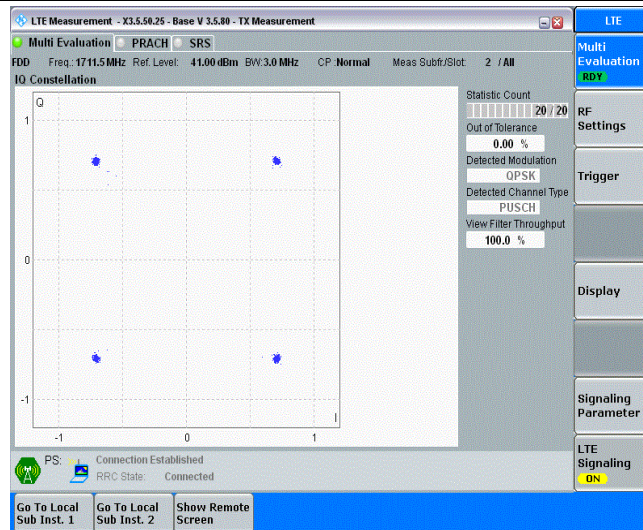 LTE Measurement - X3.5.50.25 - Base V 3.5.80 - TX Measurement
LTE
Multi Evaluation PRACH SRS
FDD Freq.: 1711.5 MHz Ref. Level: 41.00 dBm BW: 3.0 MHz CP: Normal Meas Subfr/Slot: 2 / All
IQ Constellation
Q
1
0
-1
-1 0 1
I
Statistic Count
20 / 20
Out of Tolerance
0.00 %
Detected Modulation
QPSK
Detected Channel Type
PUSCH
View Filter Throughput
100.0 %
Multi
Evaluation
RDY
RF
Settings
Trigger
Display
Signaling
Parameter
LTE
Signaling
ON
PS: Connection Established
RRC State: Connected
Go To Local
Sub Inst. 1
Go To Local
Sub Inst. 2
Show Remote
Screen